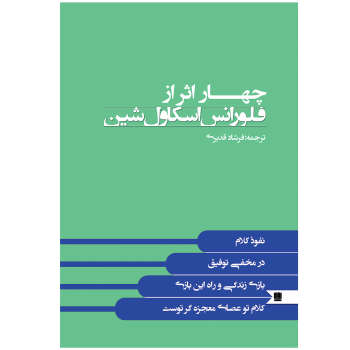 چهار اثر از
فلورانس اسکاول شین
ترجمه: فرشاد قدیری
نفوذ کلام
در مخفی توفیق
بازی زندگی و راه این بازی
کلام تو عصای معجزه گر توست